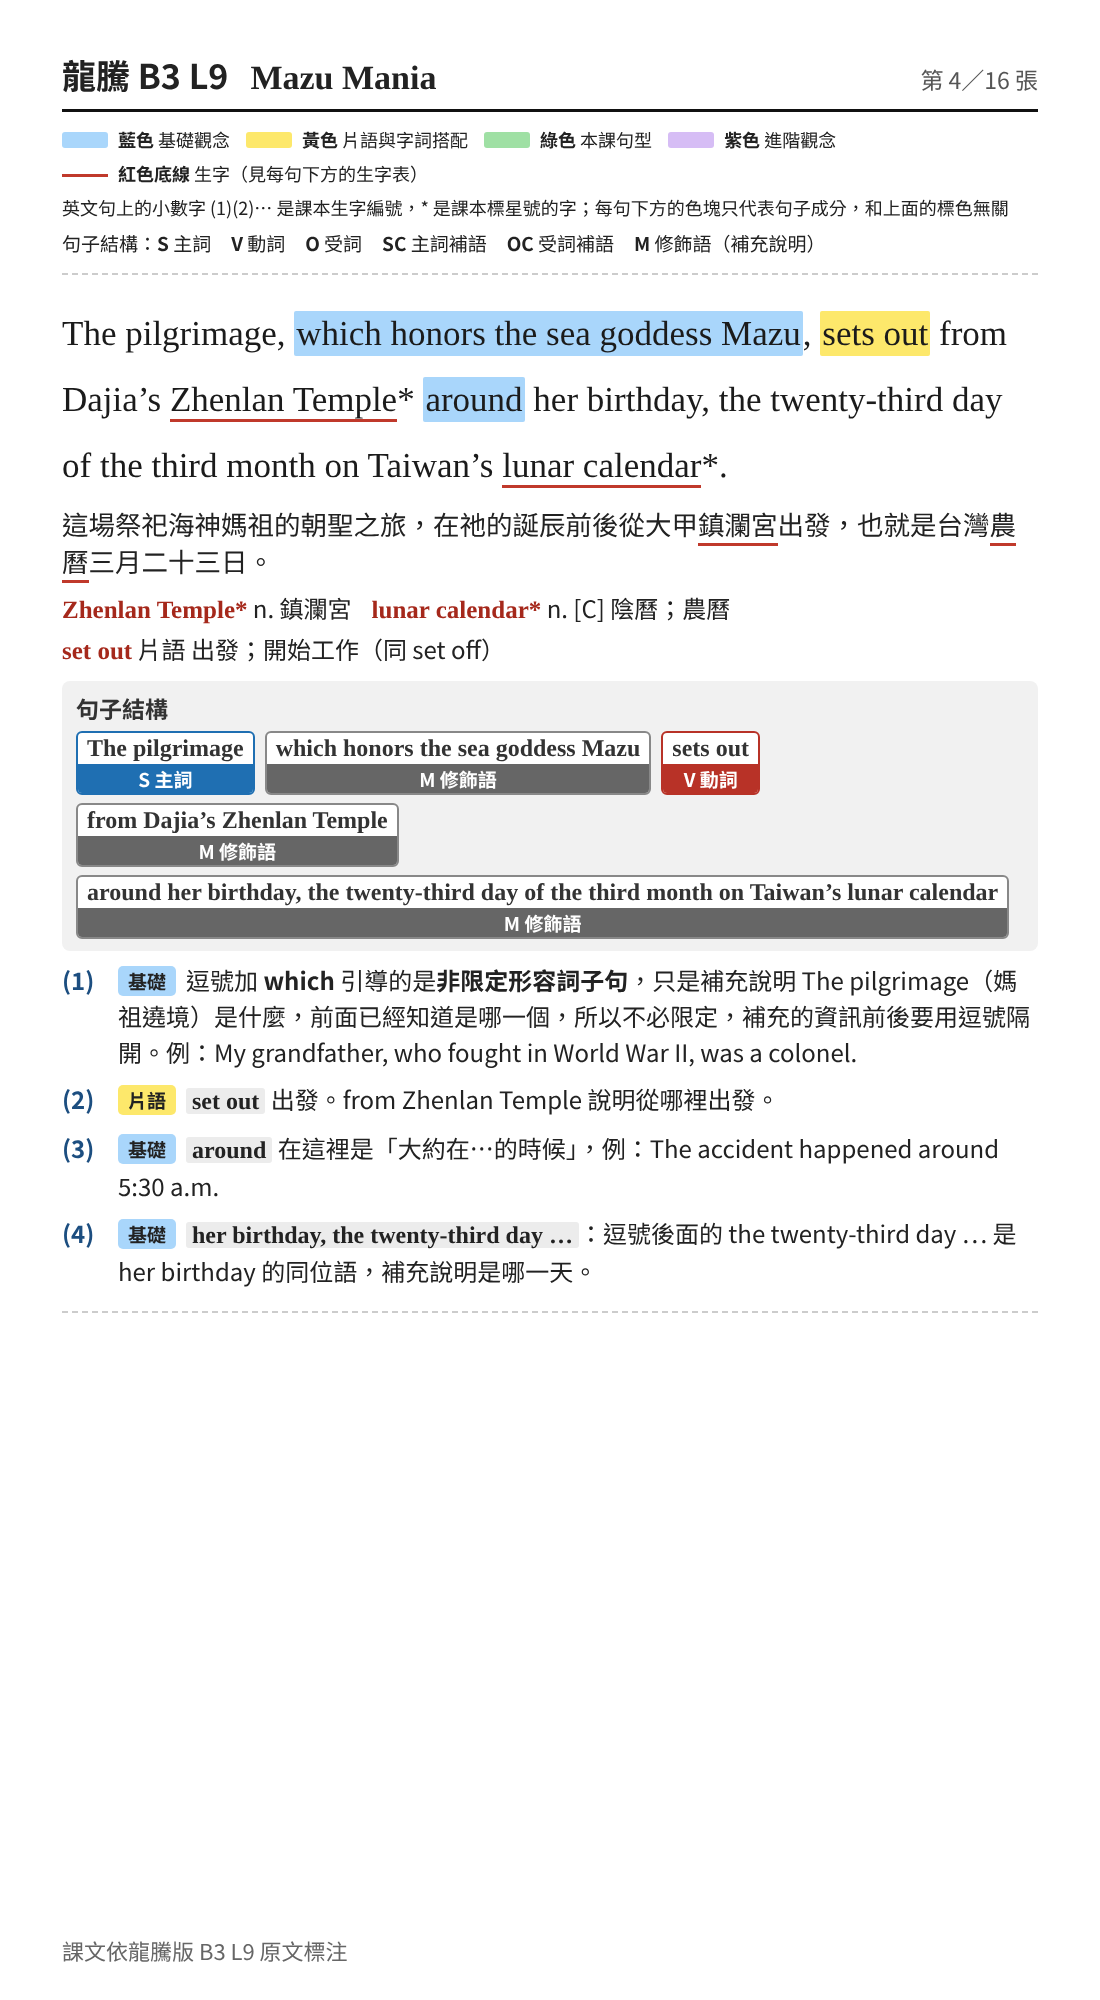 龍騰 B3 L9 Mazu Mania
第 4／16 張
藍色 基礎觀念 黃色 片語與字詞搭配 綠色 本課句型 紫色 進階觀念
紅色底線 生字（見每句下方的生字表）
英文句上的小數字 (1)(2)… 是課本生字編號，* 是課本標星號的字；每句下方的色塊只代表句子成分，和上面的標色無關
句子結構：S 主詞 V 動詞 O 受詞 SC 主詞補語 OC 受詞補語 M 修飾語（補充說明）
The pilgrimage, which honors the sea goddess Mazu, sets out from
Dajia’s Zhenlan Temple* around her birthday, the twenty-third day
of the third month on Taiwan’s lunar calendar*.
這場祭祀海神媽祖的朝聖之旅，在祂的誕辰前後從大甲鎮瀾宮出發，也就是台灣農
曆三月二十三日。
Zhenlan Temple* n. 鎮瀾宮 lunar calendar* n. [C] 陰曆；農曆
set out 片語 出發；開始工作（同 set off）
句子結構
The pilgrimage which honors the sea goddess Mazu sets out
S 主詞 M 修飾語 V 動詞
from Dajia’s Zhenlan Temple
M 修飾語
around her birthday, the twenty-third day of the third month on Taiwan’s lunar calendar
M 修飾語
(1) 基礎 逗號加 which 引導的是非限定形容詞子句，只是補充說明 The pilgrimage（媽
祖遶境）是什麼，前面已經知道是哪一個，所以不必限定，補充的資訊前後要用逗號隔
開。例：My grandfather, who fought in World War II, was a colonel.
(2) 片語 set out 出發。from Zhenlan Temple 說明從哪裡出發。
(3) 基礎 around 在這裡是「大約在…的時候」，例：The accident happened around
5:30 a.m.
(4) 基礎 her birthday, the twenty-third day …：逗號後面的 the twenty-third day … 是
her birthday 的同位語，補充說明是哪一天。
課文依龍騰版 B3 L9 原文標注